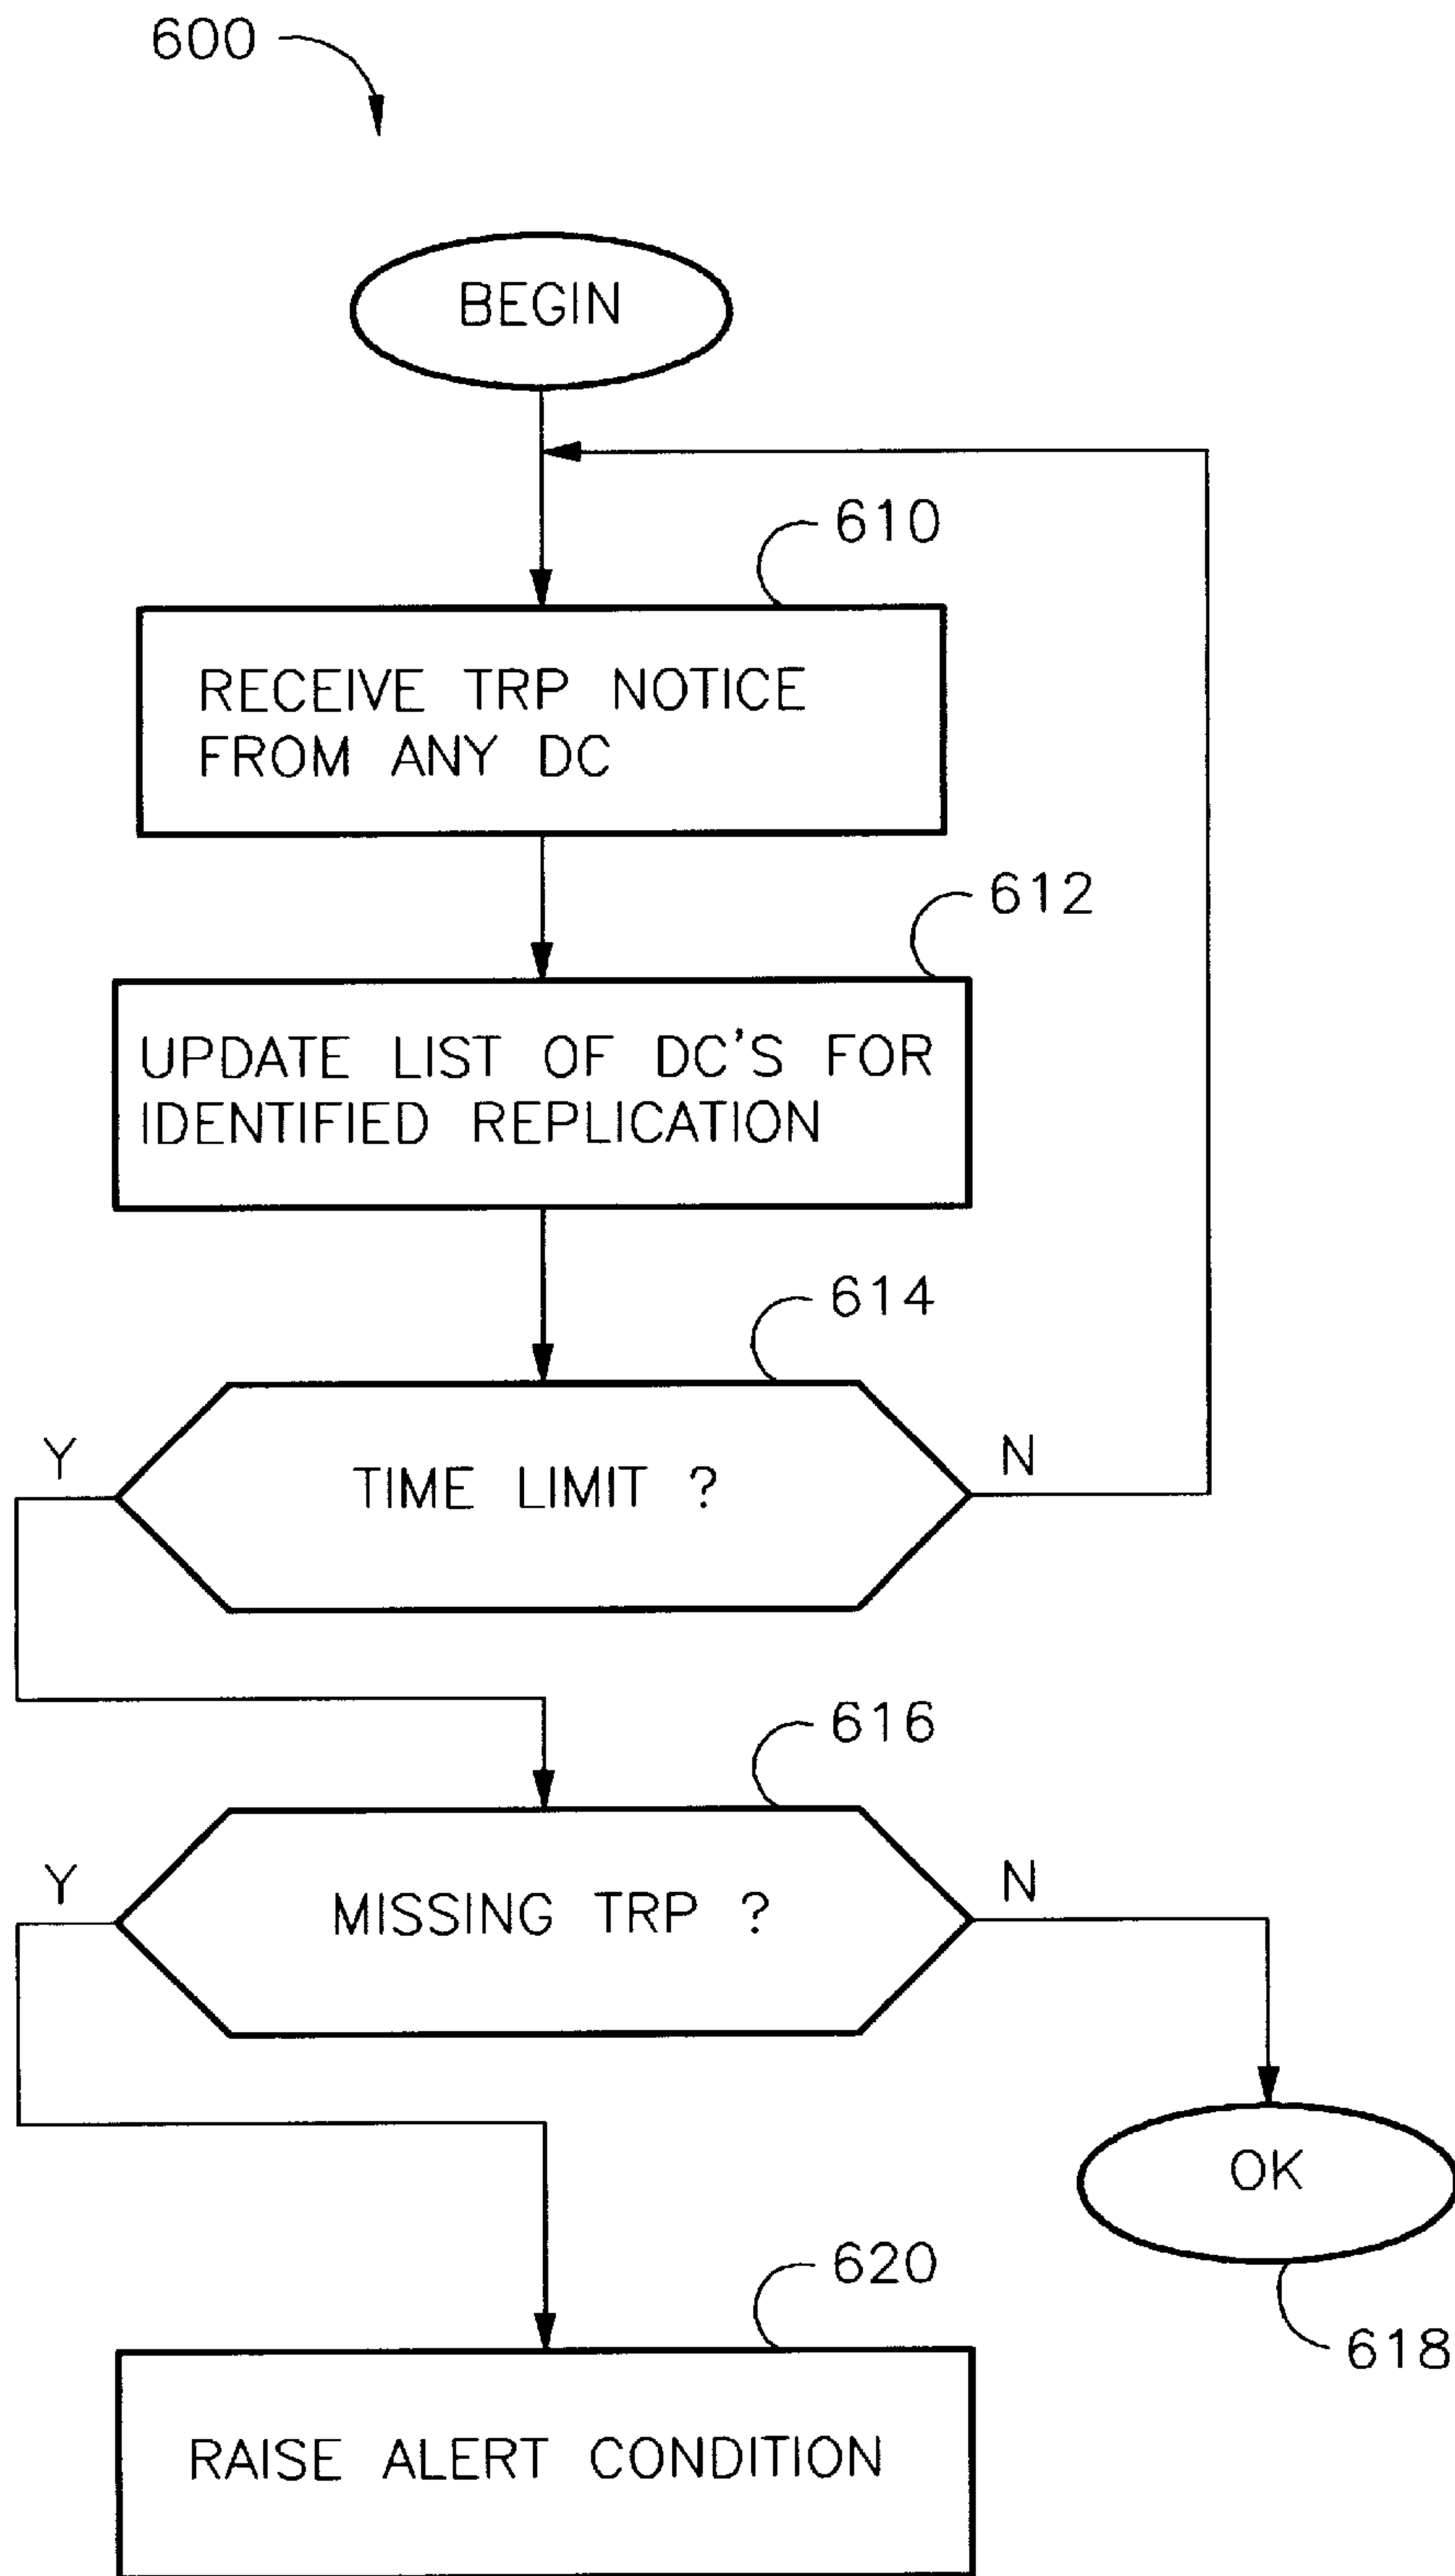 600
BEGIN
610
RECEIVE TRP NOTICE
FROM ANY DC
612
UPDATE LIST OF DC'S FOR
IDENTIFIED REPLICATION
614
Y
TIME LIMIT ?
N
616
Y
MISSING TRP ?
N
OK
618
620
RAISE ALERT CONDITION